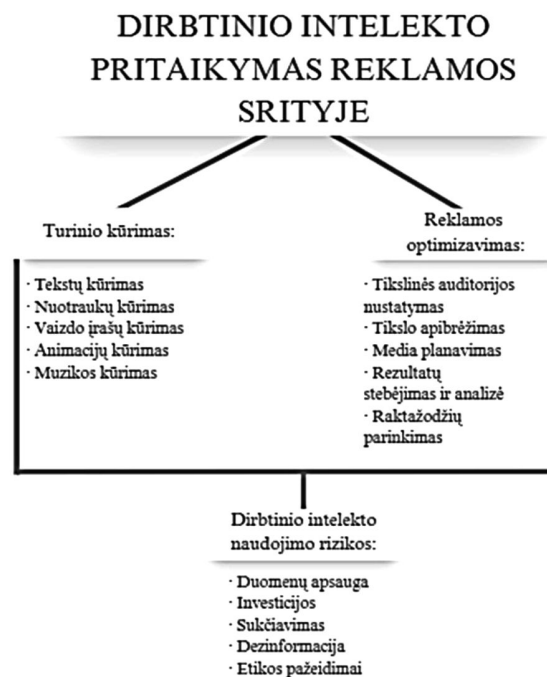 DIRBTINIO INTELEKTO
PRITAIKYMAS REKLAMOS
SRITYJE
Turinio kūrimas:
· Tekstų kūrimas
· Nuotraukų kūrimas
· Vaizdo įrašų kūrimas
· Animacijų kūrimas
· Muzikos kūrimas
Reklamos
optimizavimas:
· Tikslinės auditorijos
nustatymas
· Tikslo apibrėžimas
· Media planavimas
· Rezultatų
stebėjimas ir analizė
· Raktažodžių
parinkimas
Dirbtinio intelekto
naudojimo rizikos:
· Duomenų apsauga
· Investicijos
· Sukčiavimas
· Dezinformacija
· Etikos pažeidimai